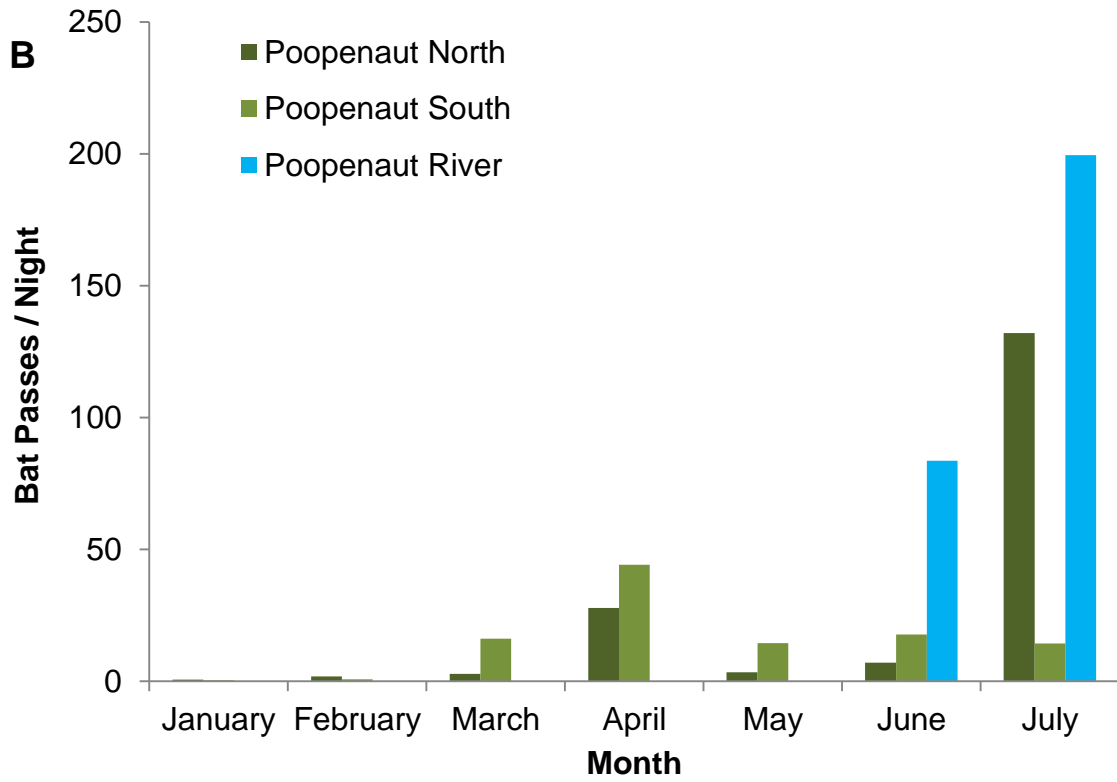 B
Poopenaut North
Poopenaut South
Poopenaut River
Bat Passes / Night
250
200
150
100
50
0
January February March April May June July
Month